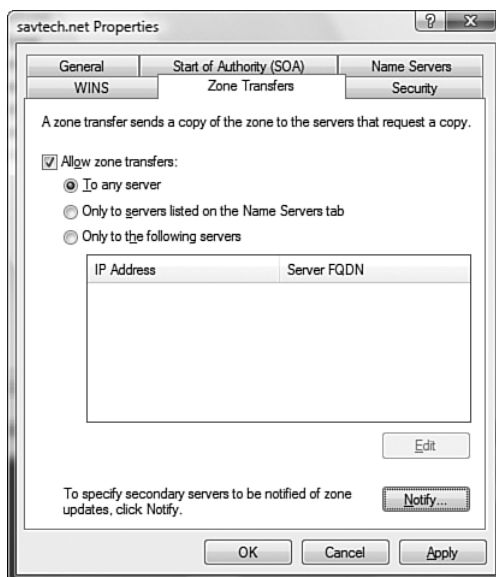 savtech.net Properties
General
Start of Authority (SOA)
Name Servers
WINS
Zone Transfers
Security
A zone transfer sends a copy of the zone to the servers that request a copy.
Allow zone transfers:
To any server
Only to servers listed on the Name Servers tab
Only to the following servers
IP Address
Server FQDN
Edit
To specify secondary servers to be notified of zone
updates, click Notify.
Notify...
OK
Cancel
Apply